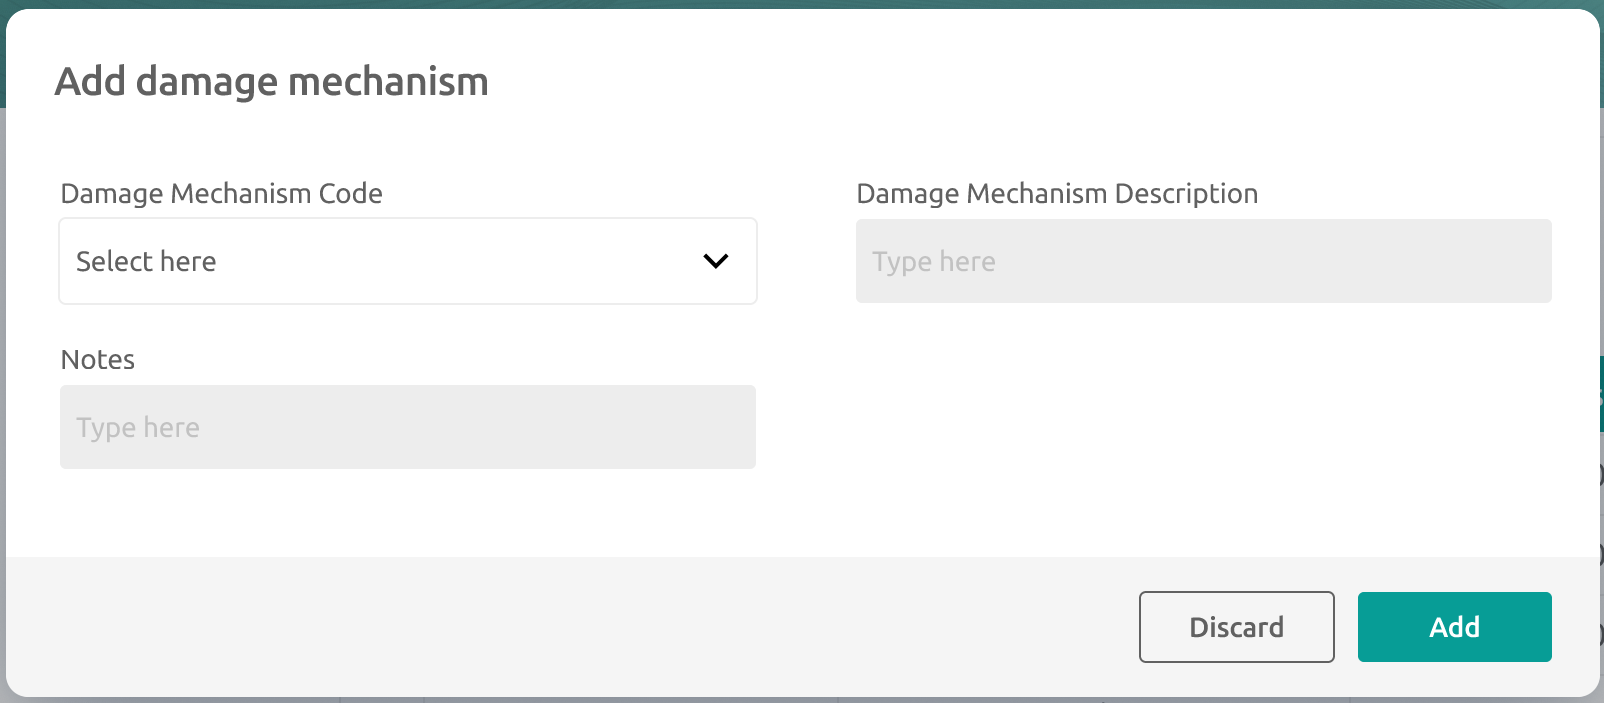 Add damage mechanism
Damage Mechanism Code
Damage Mechanism Description
Select here
Type here
Notes
Type here
Discard
Add